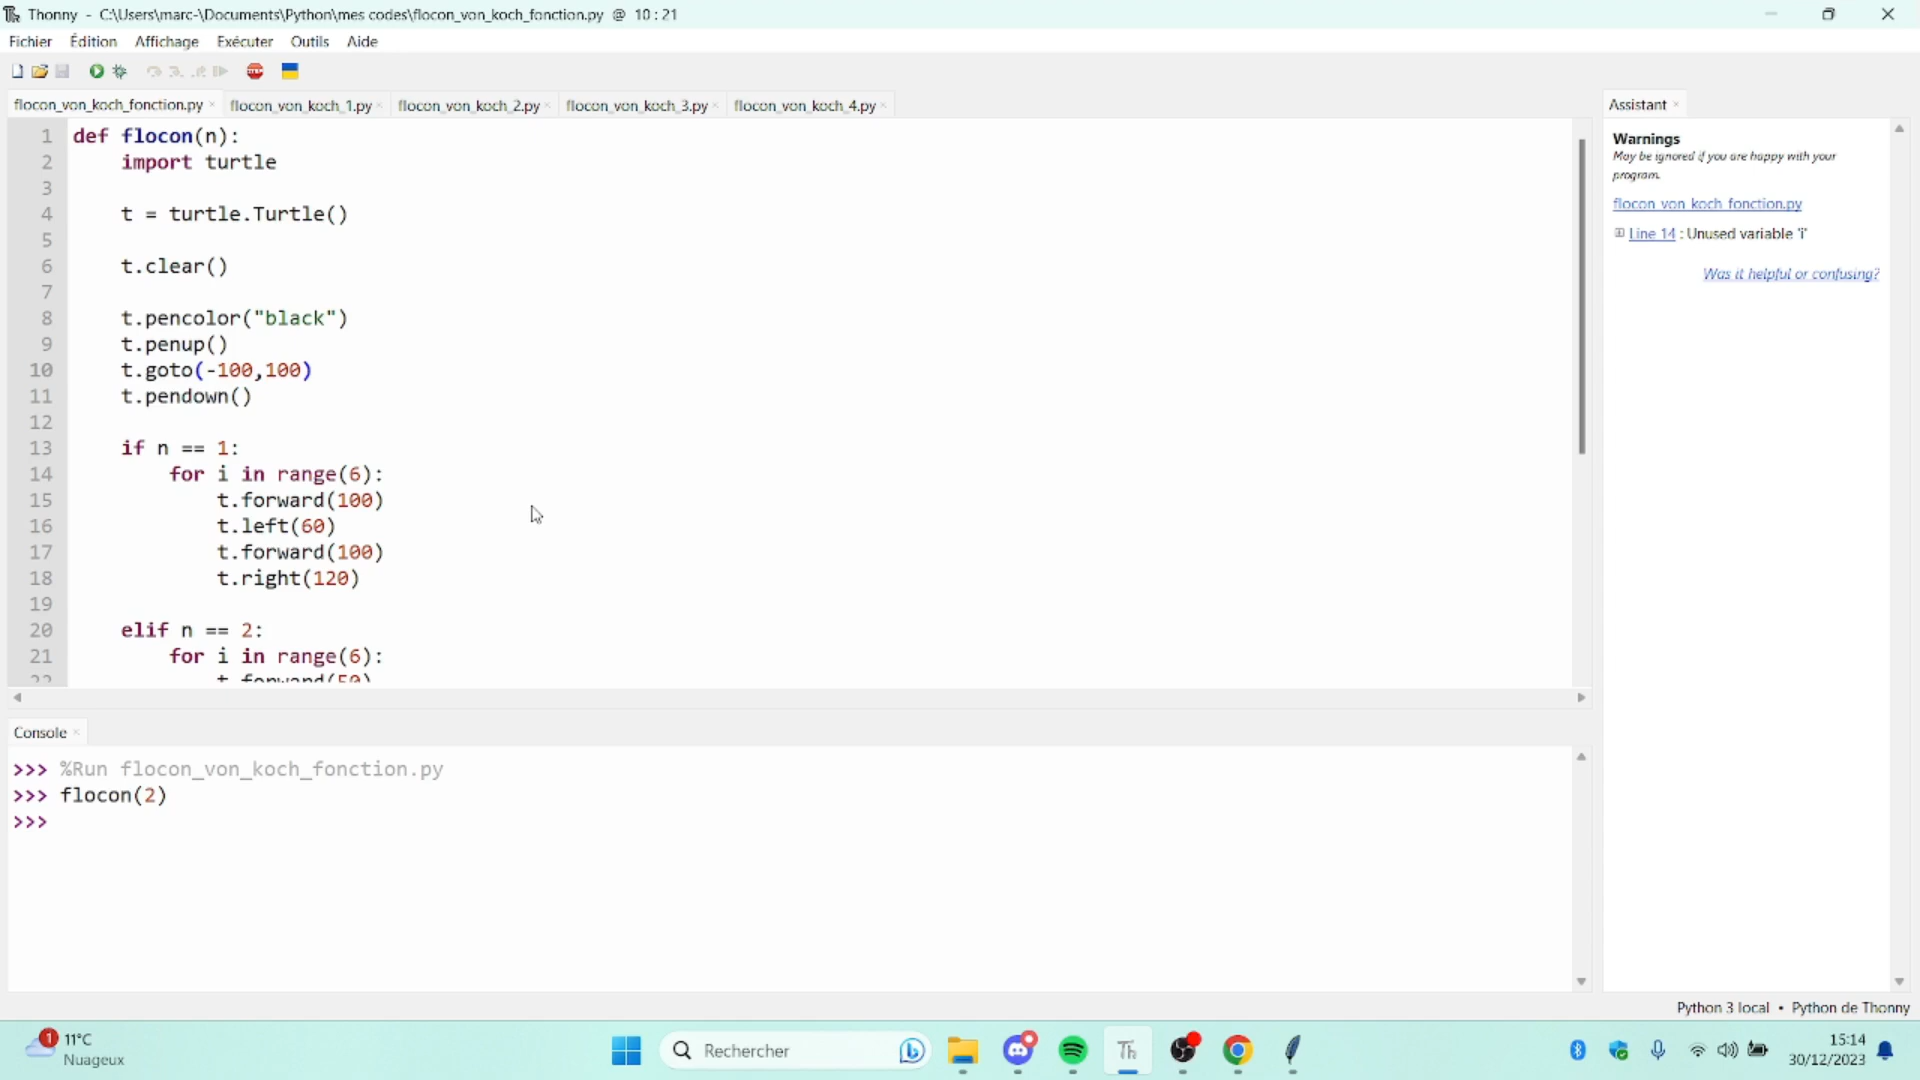 Thonny - C:\Users\marc-\Documents\Python\mes codes\flocon_von_koch_fonction.py @ 10 : 21
Fichier Édition Affichage Exécuter Outils Aide
flocon_von_koch_fonction.py × flocon_von_koch_1.py × flocon_von_koch_2.py × flocon_von_koch_3.py × flocon_von_koch_4.py ×
1 def flocon(n):
2 import turtle
3
4 t = turtle.Turtle()
5
6 t.clear()
7
8 t.pencolor("black")
9 t.penup()
10 t.goto(-100,100)
11 t.pendown()
12
13 if n == 1:
14 for i in range(6):
15 t.forward(100)
16 t.left(60)
17 t.forward(100)
18 t.right(120)
19
20 elif n == 2:
21 for i in range(6):
22 t.forward(50)
Console ×
>>> %Run flocon_von_koch_fonction.py
>>> flocon(2)
>>>
Assistant ×
Warnings
May be ignored if you are happy with your
program.
flocon_von_koch_fonction.py
Line 14 : Unused variable 'i'
Was it helpful or confusing?
Python 3 local • Python de Thonny
1
11°C
Nuageux
Rechercher
Th
15:14
30/12/2023